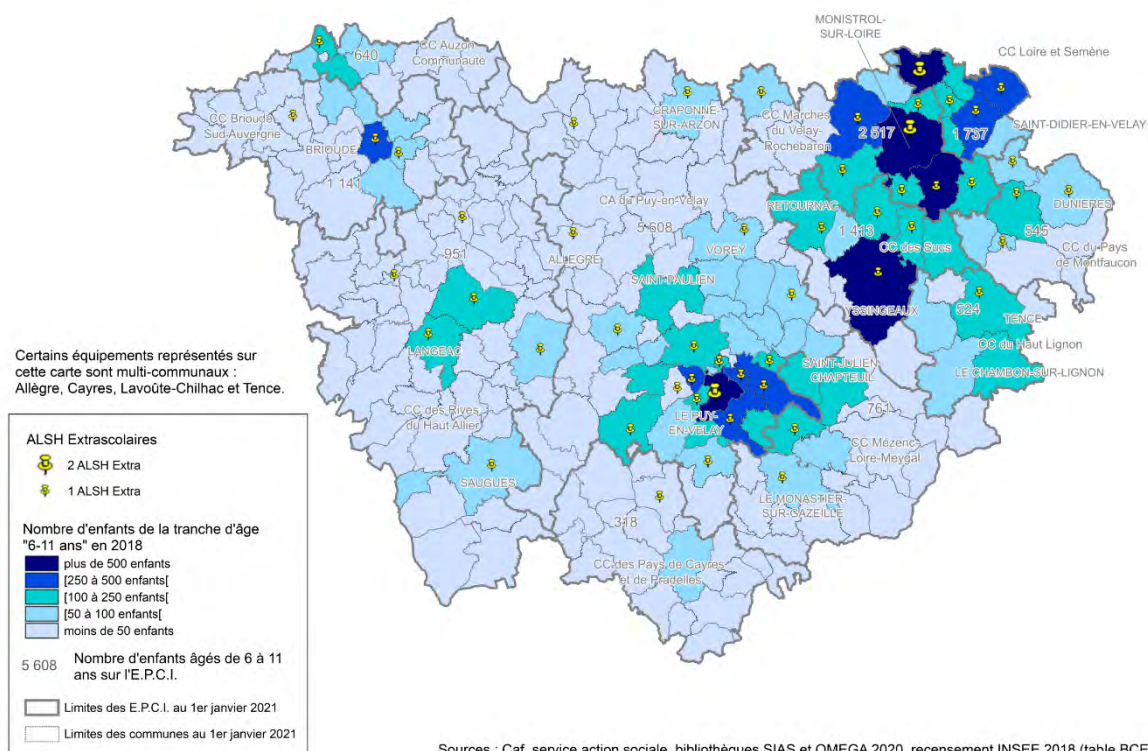 MONISTROL-
SUR-LOIRE
CC Loire et Semène
640
CC Auzon
Communauté
CRAPONNE-
SUR-ARZON
CC Marches
du Velay-
Rochebaron
2 517
1 737
SAINT-DIDIER-EN-VELAY
CC Brioude
Sud Auvergne
BRIOUDE
1 141
CA du Puy-en-Velay
5 608
RETOURNAC
DUNIERES
1 413
545
CC des Sucs
CC du Pays
de Montfaucon
VOREY
951
ALLEGRE
SAINT-PAULIEN
YSSINGEAUX
524
TENCE
CC du Haut Lignon
LE CHAMBON-SUR-LIGNON
LANGEAC
SAINT-JULIEN-
CHAPTEUIL
761
CC des Rives
du Haut Allier
LE PUY-
EN-VELAY
CC Mézenc-
Loire-Meygal
SAUGUES
LE MONASTIER-
SUR-GAZEILLE
318
CC des Pays de Cayres
et de Pradelles
Certains équipements représentés sur
cette carte sont multi-communaux :
Allègre, Cayres, Lavoûte-Chilhac et Tence.
ALSH Extrascolaires
2 ALSH Extra
1 ALSH Extra
Nombre d'enfants de la tranche d'âge
"6-11 ans" en 2018
plus de 500 enfants
[250 à 500 enfants[
[100 à 250 enfants[
[50 à 100 enfants[
moins de 50 enfants
5 608 Nombre d'enfants âgés de 6 à 11
ans sur l'E.P.C.I.
Limites des E.P.C.I. au 1er janvier 2021
Limites des communes au 1er janvier 2021
Sources : Caf, service action sociale, bibliothèques SIAS et OMEGA 2020, recensement INSEE 2018 (table BCE